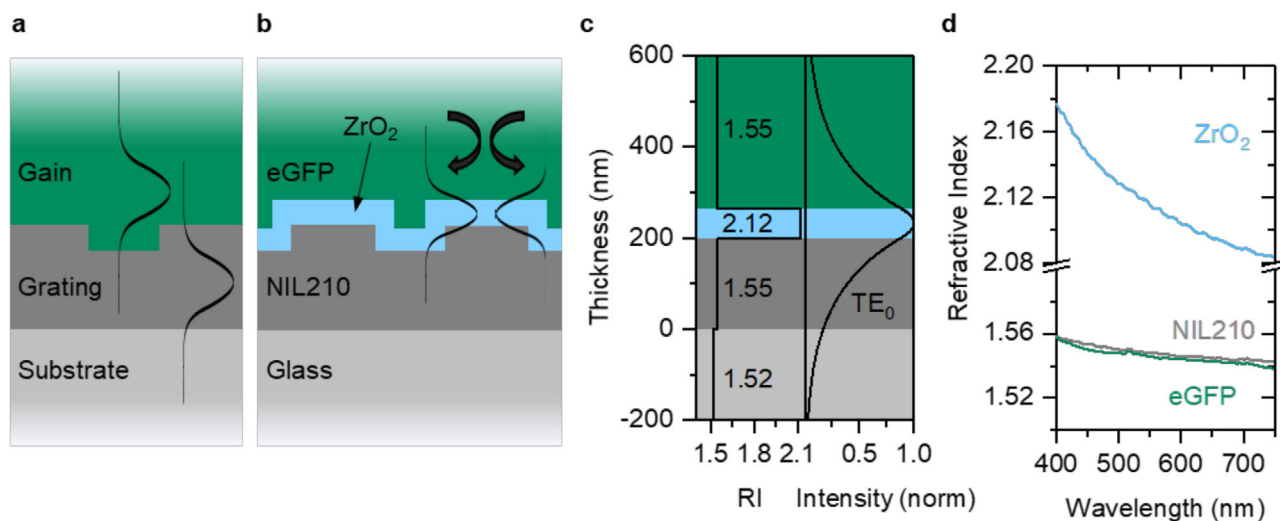 a
Gain
Grating
Substrate
b
ZrO2
eGFP
NIL210
Glass
c
Thickness (nm)
600
400
200
0
-200
1.55
2.12
1.55
TE0
1.52
1.5 1.8 2.1 0.5 1.0
RI Intensity (norm)
d
Refractive Index
2.20
2.16
2.12
2.08
1.56
1.52
ZrO2
NIL210
eGFP
400 500 600 700
Wavelength (nm)